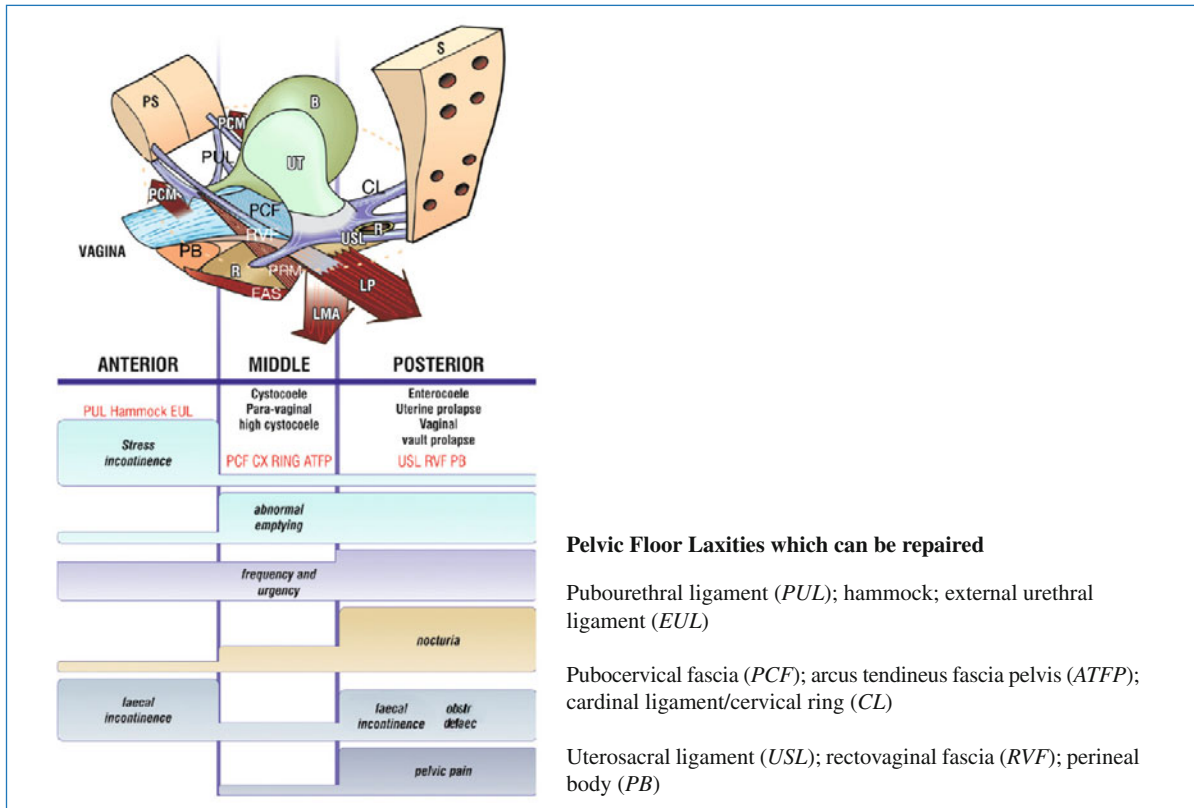 S
PS
B
PCM
PUL
UT
CL
PCM
PCF
RVF
R
USL
VAGINA
PB
R
PRM
EAS
LP
LMA
ANTERIOR MIDDLE POSTERIOR
PUL Hammock EUL
Cystocoele
Para-vaginal
high cystocoele
PCF CX RING ATFP
Enterocoele
Uterine prolapse
Vaginal
vault prolapse
USL RVF PB
Stress
incontinence
abnormal
emptying
frequency and
urgency
nocturia
faecal
incontinence
faecal
incontinence
obstr
defaec
pelvic pain
Pelvic Floor Laxities which can be repaired
Pubourethral ligament (PUL); hammock; external urethral
ligament (EUL)
Pubocervical fascia (PCF); arcus tendineus fascia pelvis (ATFP);
cardinal ligament/cervical ring (CL)
Uterosacral ligament (USL); rectovaginal fascia (RVF); perineal
body (PB)